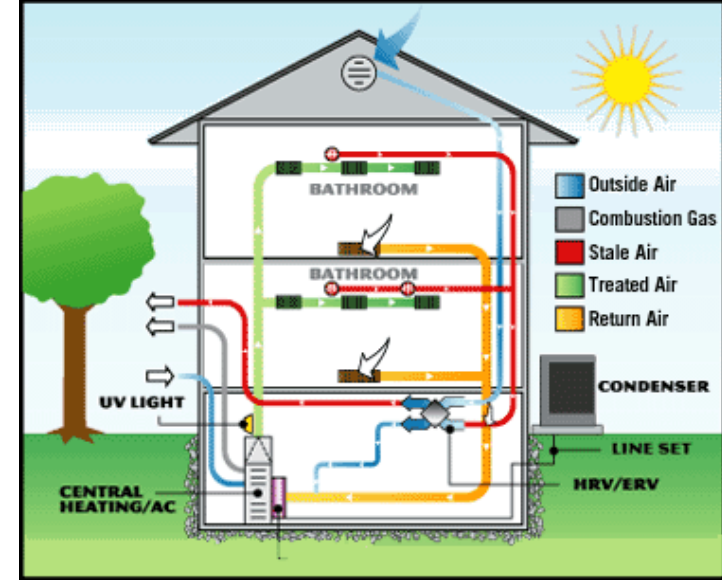 BATHROOM
Outside Air
Combustion Gas
Stale Air
Treated Air
Return Air
BATHROOM
UV LIGHT
CONDENSER
LINE SET
HRV/ERV
CENTRAL
HEATING/AC